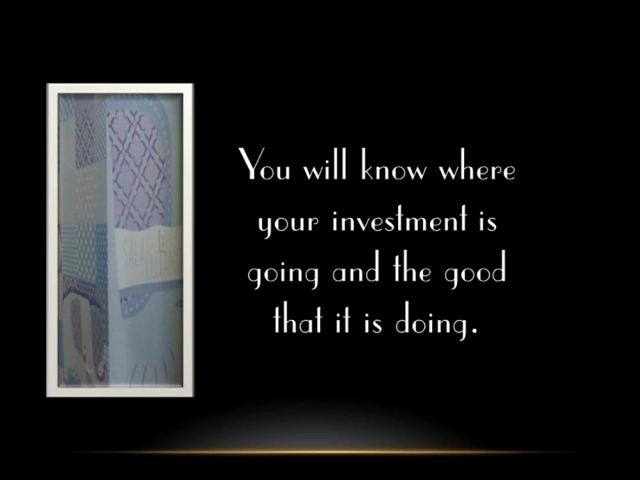 You will know where
your investment is
going and the good
that it is doing.